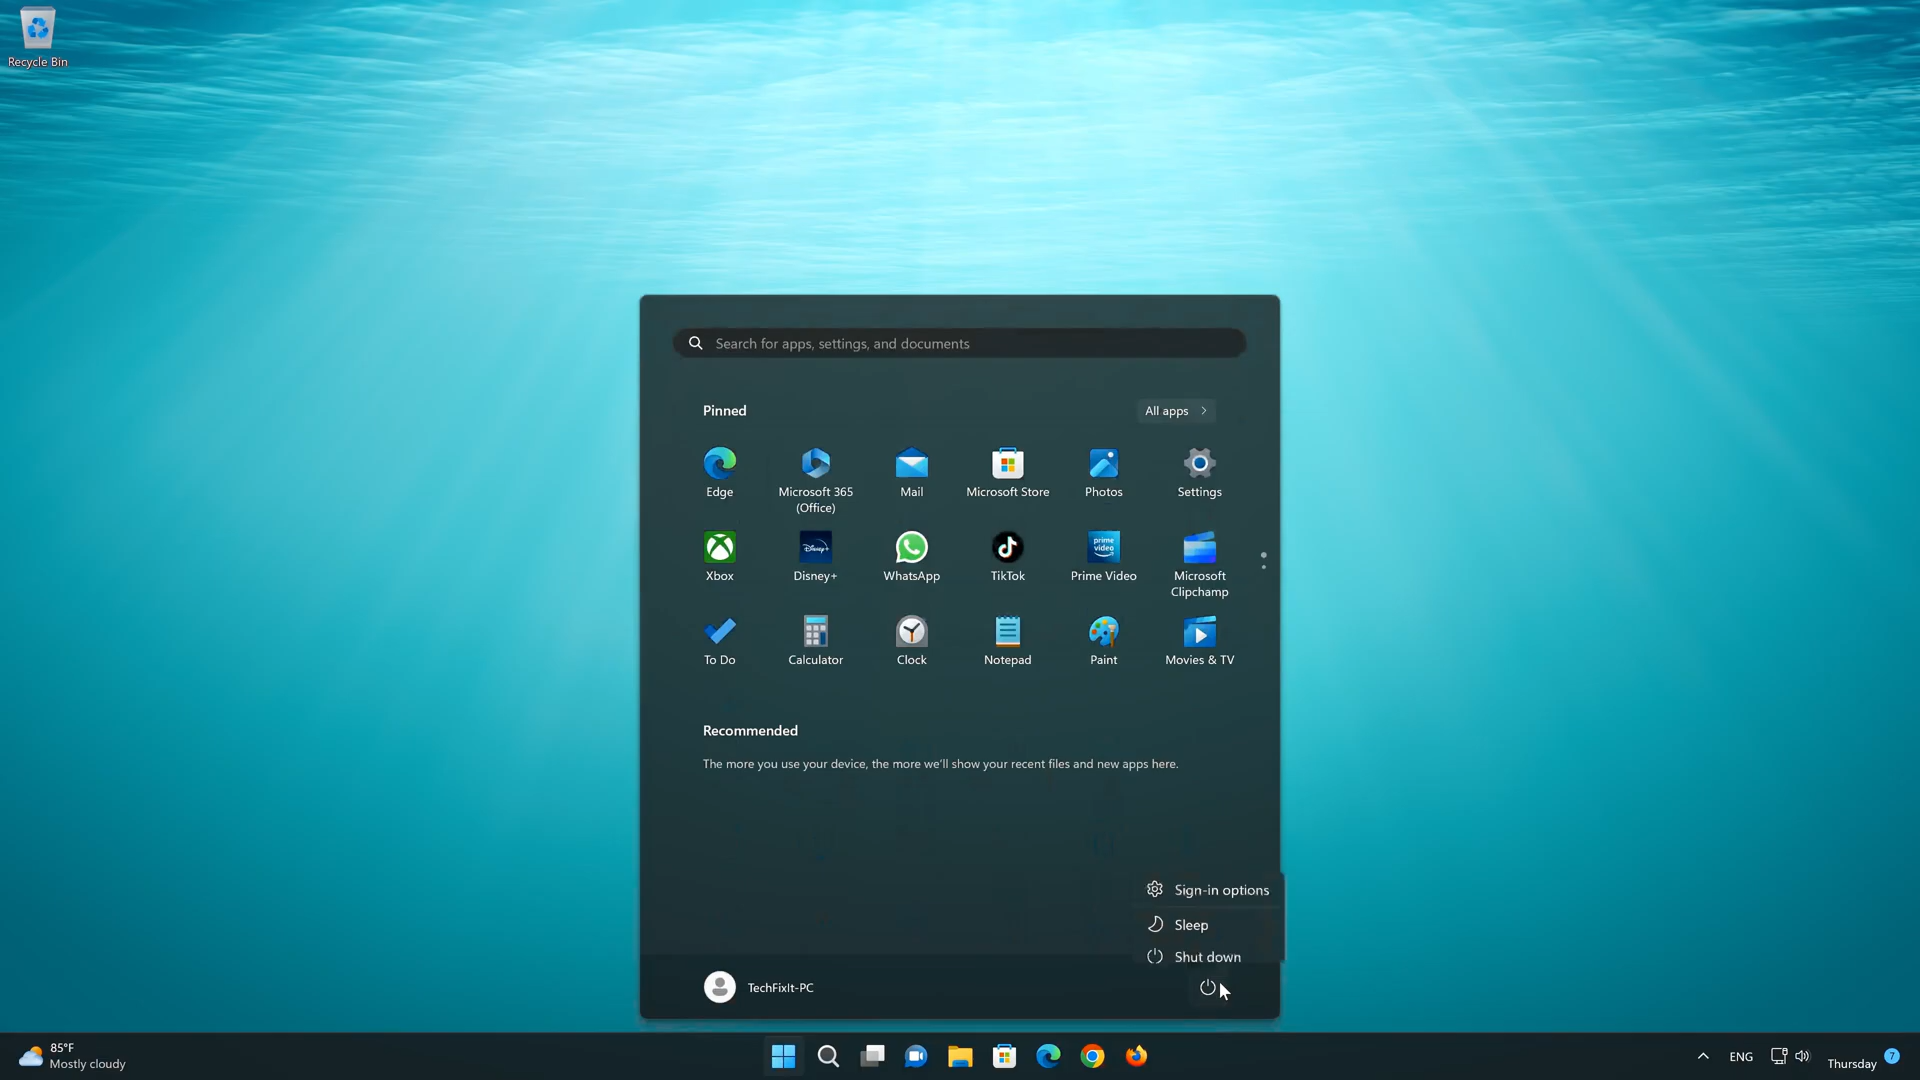 Recycle Bin
Search for apps, settings, and documents
Pinned
All apps
Edge
Microsoft 365
(Office)
Mail
Microsoft Store
Photos
Settings
Xbox
Disney+
WhatsApp
TikTok
prime
video
Prime Video
Microsoft
Clipchamp
To Do
Calculator
Clock
Notepad
Paint
Movies & TV
Recommended
The more you use your device, the more we'll show your recent files and new apps here.
Sign-in options
Sleep
Shut down
TechFixIt-PC
85°F
Mostly cloudy
ENG
Thursday
7